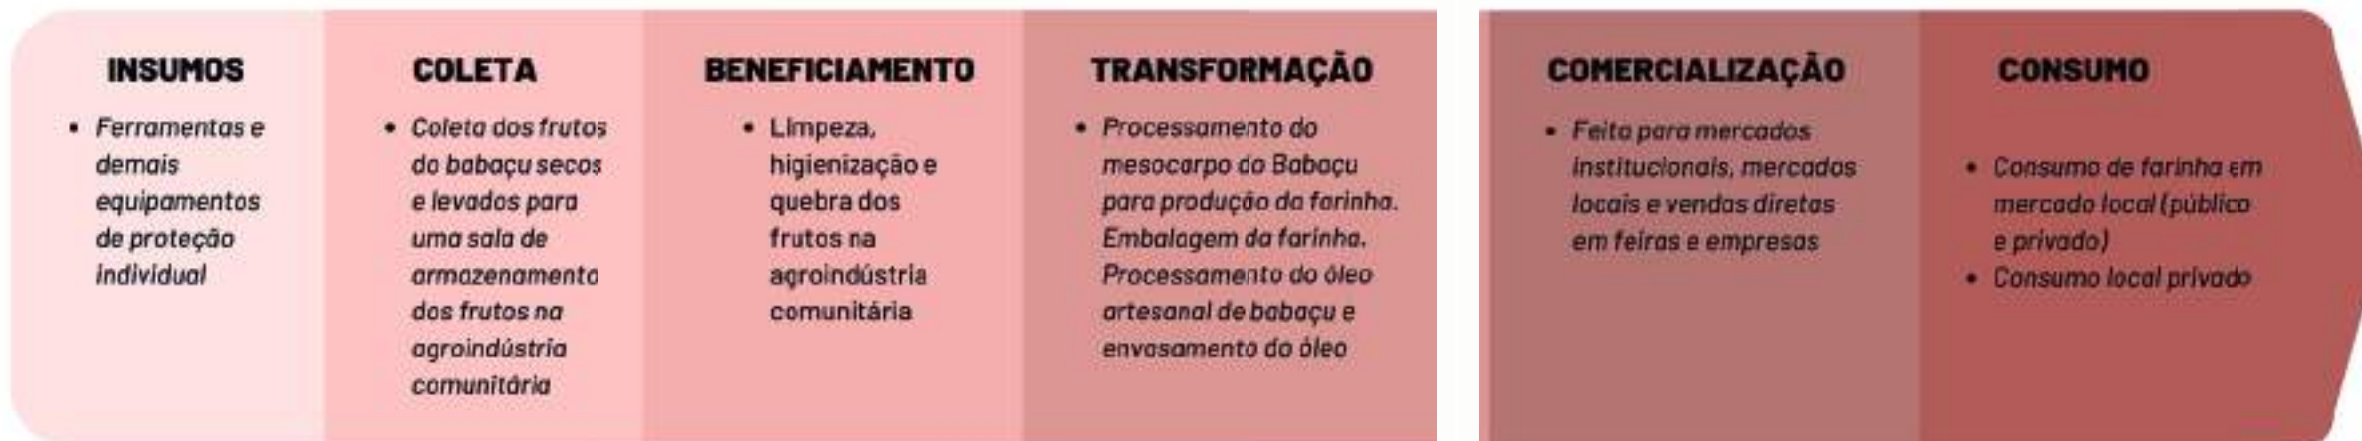 INSUMOS
• Ferramentas e
demais
equipamentos
de proteção
individual
COLETA
• Coleta dos frutos
do babaçu secos
e levados para
uma sala de
armazenamento
dos frutos na
agroindústria
comunitária
BENEFICIAMENTO
• Limpeza,
higienização e
quebra dos
frutos na
agroindústria
comunitária
TRANSFORMAÇÃO
• Processamento do
mesocarpo do Babaçu
para produção da farinha.
Embalagem da farinha.
Processamento do óleo
artesanal de babaçu e
envasamento do óleo
COMERCIALIZAÇÃO
• Feita para mercados
institucionais, mercados
locais e vendas diretas
em feiras e empresas
CONSUMO
• Consumo de farinha em
mercado local (público
e privado)
• Consumo local privado